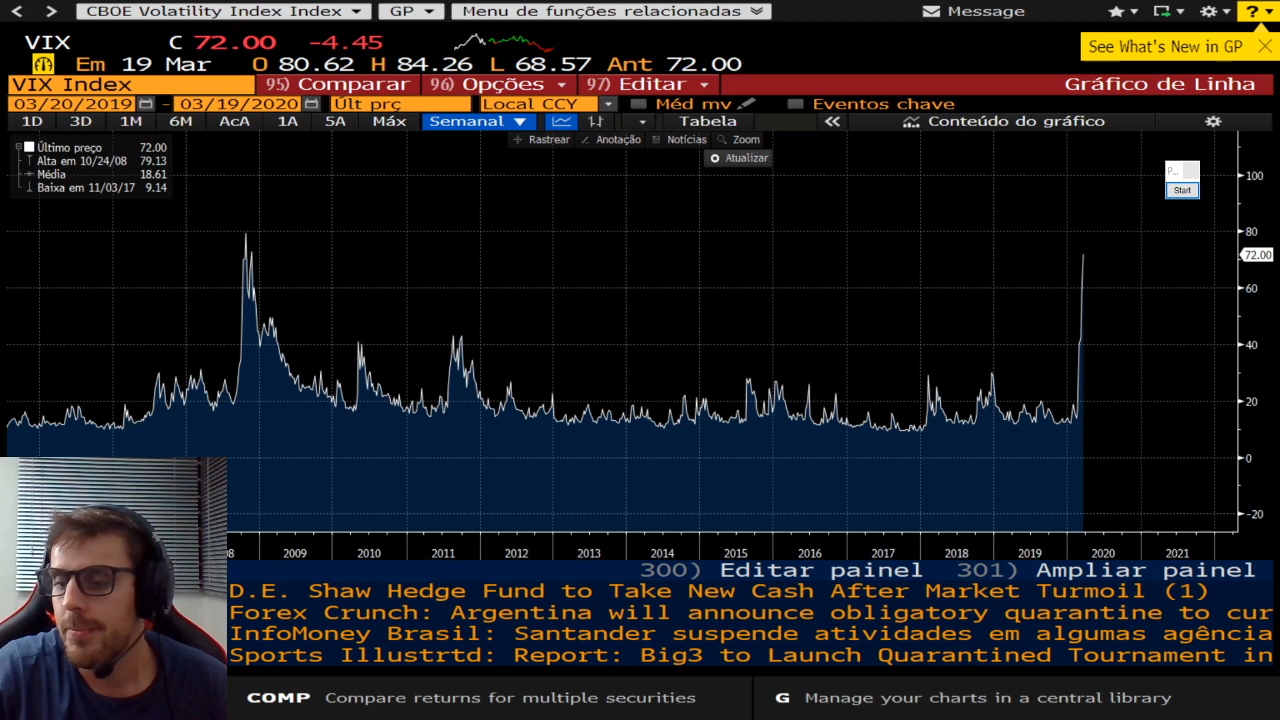 CBOE Volatility Index Index GP Menu de funções relacionadas Message ?
VIX C 72.00 -4.45
Em 19 Mar O 80.62 H 84.26 L 68.57 Ant 72.00
See What's New in GP
VIX Index 95) Comparar 96) Opções 97) Editar Gráfico de Linha
03/20/2019 - 03/19/2020 Últ prç Local CCY Méd mv Eventos chave
1D 3D 1M 6M AcA 1A 5A Máx Semanal Tabela Conteúdo do gráfico
Rastrear Anotação Notícias Zoom
Atualizar
Último preço 72.00
Alta em 10/24/08 79.13
Média 18.61
Baixa em 11/03/17 9.14
P...
Start
100
80
72.00
60
40
20
0
-20
08 2009 2010 2011 2012 2013 2014 2015 2016 2017 2018 2019 2020 2021
300) Editar painel 301) Ampliar painel
D.E. Shaw Hedge Fund to Take New Cash After Market Turmoil (1)
Forex Crunch: Argentina will announce obligatory quarantine to cur
InfoMoney Brasil: Santander suspende atividades em algumas agência
Sports Illustrtd: Report: Big3 to Launch Quarantined Tournament in
COMP Compare returns for multiple securities G Manage your charts in a central library